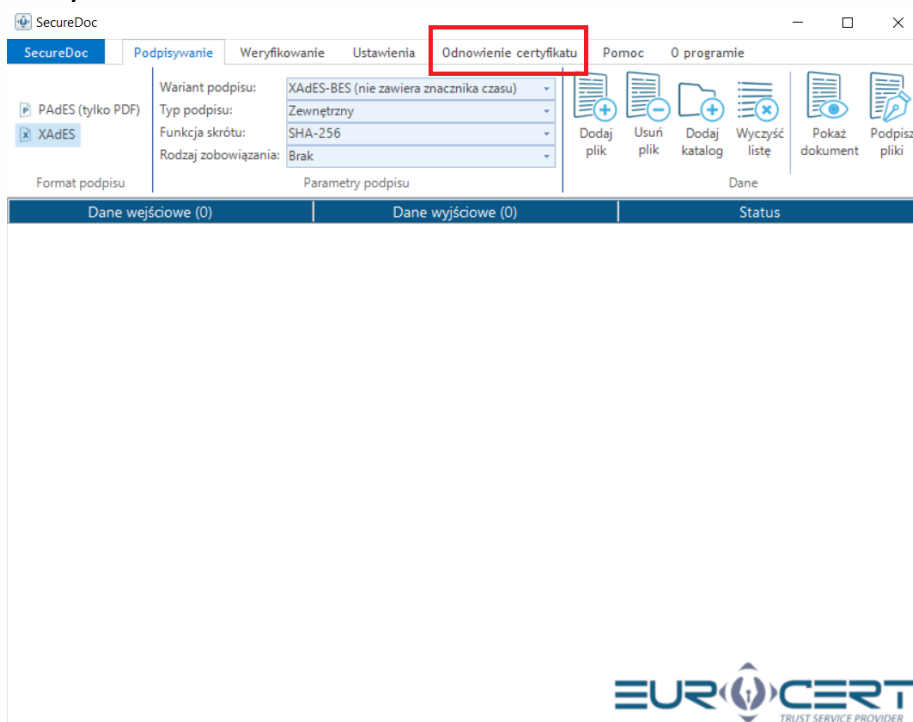 SecureDoc
SecureDoc Podpisywanie Weryfikowanie Ustawienia Odnowienie certyfikatu Pomoc O programie
PAdES (tylko PDF)
XAdES
Format podpisu
Wariant podpisu: XAdES-BES (nie zawiera znacznika czasu)
Typ podpisu: Zewnętrzny
Funkcja skrótu: SHA-256
Rodzaj zobowiązania: Brak
Parametry podpisu
Dodaj plik
Usuń plik
Dodaj katalog
Wyczyść listę
Pokaż dokument
Podpisz pliki
Dane
Dane wejściowe (0) Dane wyjściowe (0) Status
EUROCERT
TRUST SERVICE PROVIDER